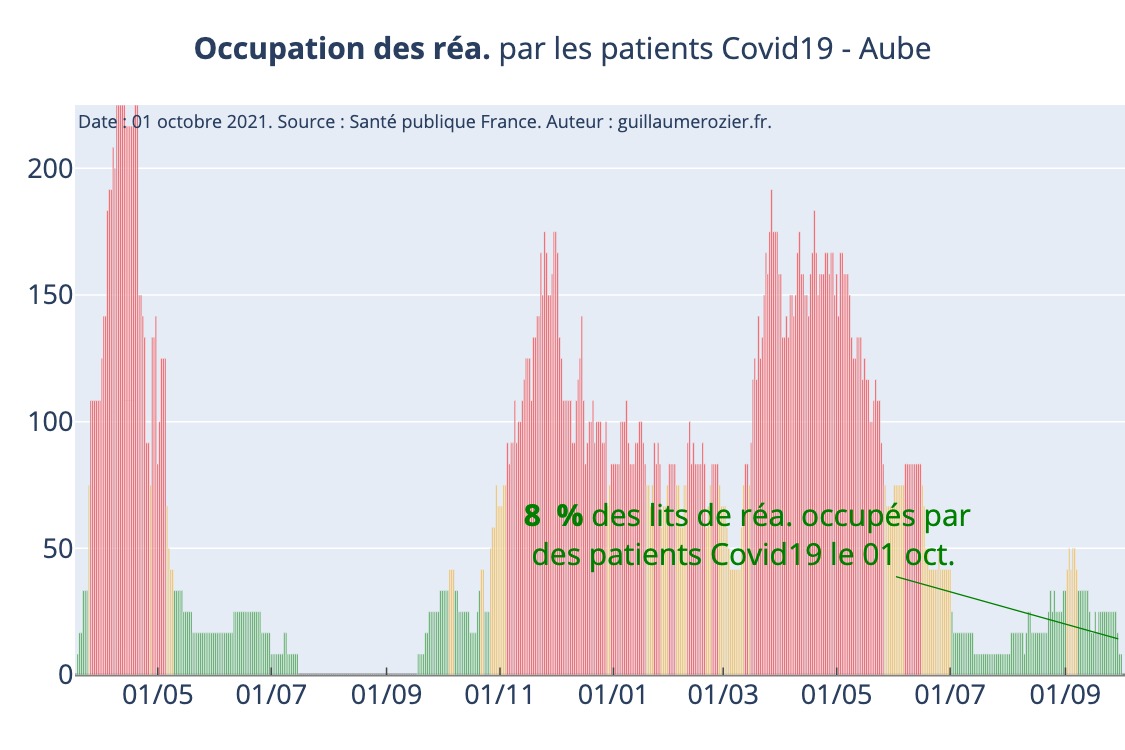 Occupation des réa. par les patients Covid19 - Aube
Date : 01 octobre 2021. Source : Santé publique France. Auteur : guillaumerozier.fr.
200
150
100
50
0
8 % des lits de réa. occupés par
des patients Covid19 le 01 oct.
01/05 01/07 01/09 01/11 01/01 01/03 01/05 01/07 01/09